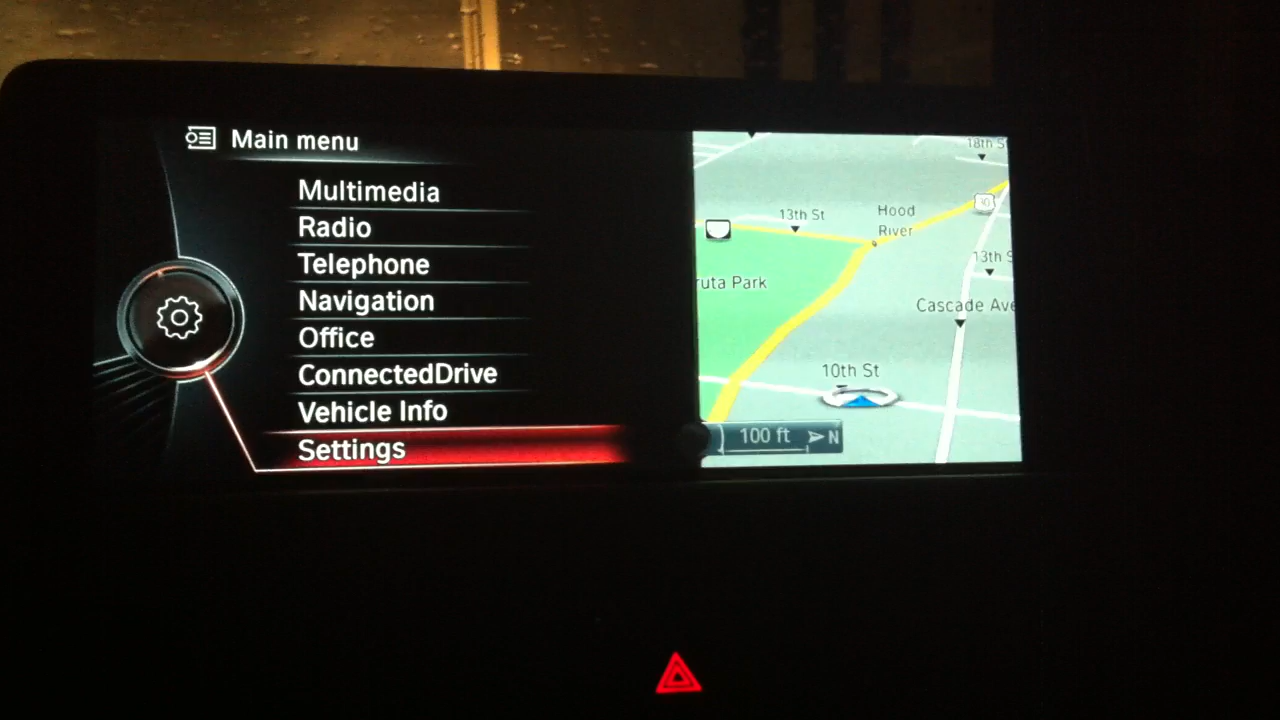 Main menu
Multimedia
Radio
Telephone
Navigation
Office
ConnectedDrive
Vehicle Info
Settings
18th S
30
13th St
Hood
River
13th S
ruta Park
Cascade Ave
10th St
100 ft
N